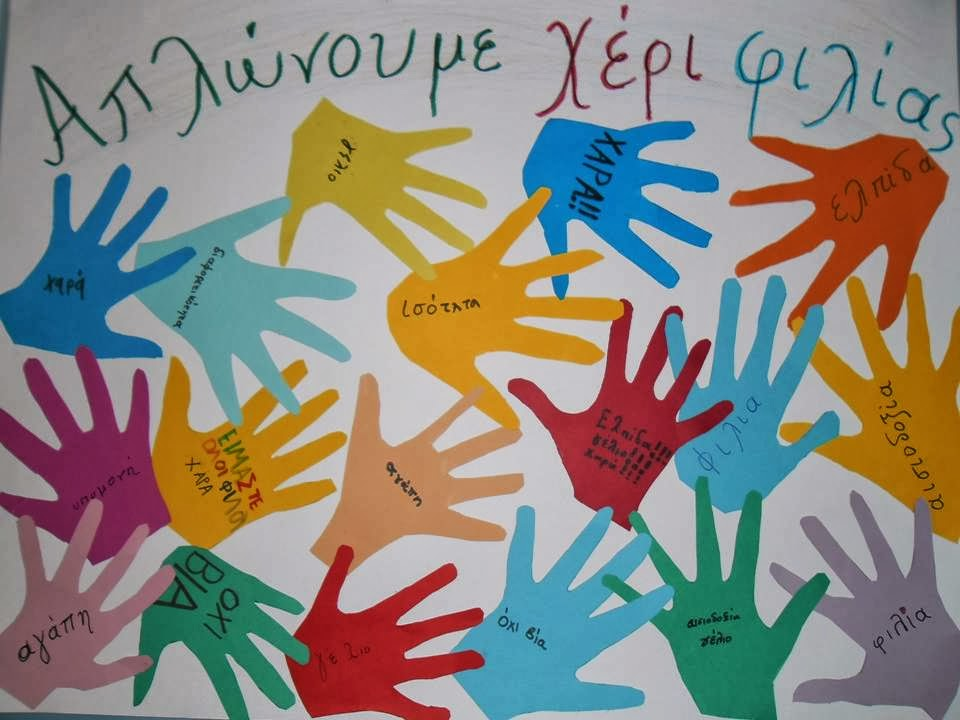 Απλώνουμε χέρι φιλίας
γέλιο
ΧΑΡΑ!!
ελπίδα
χαρά
διαφορετικότητα
ισότητα
υπομονή
ΕΙΜΑΣΤΕ
ΟΛΟΙ ΦΙΛΟΙ
ΧΑΡΑ
αγάπη
Ελπίδα!!!!
γέλιο!!!!
χαρά!!!!
φιλία
αισιοδοξία
αγάπη
ΟΧΙ
ΒΙΑ
γέλιο
όχι βία
αισιοδοξία
γέλιο
φιλία